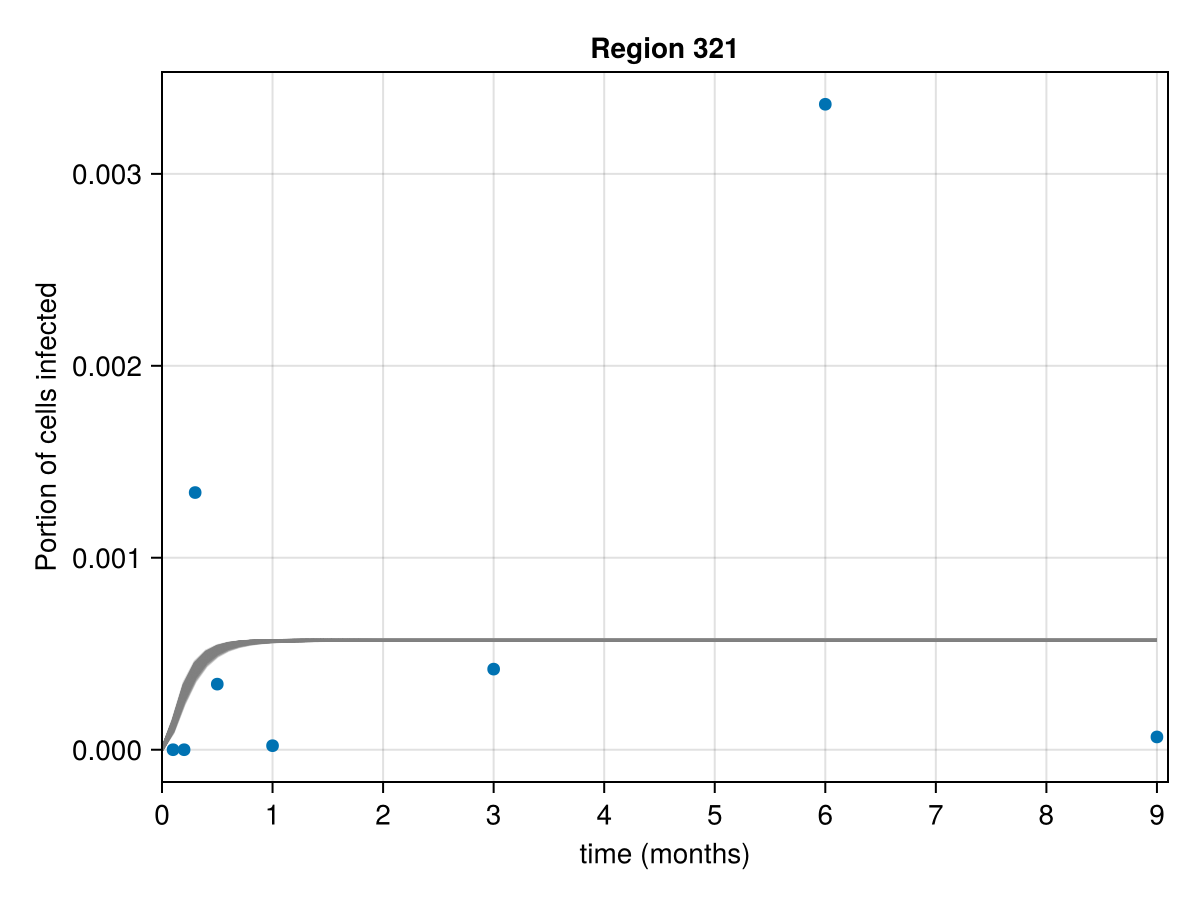 Region 321
Portion of cells infected
0.003
0.002
0.001
0.000
0 1 2 3 4 5 6 7 8 9
time (months)